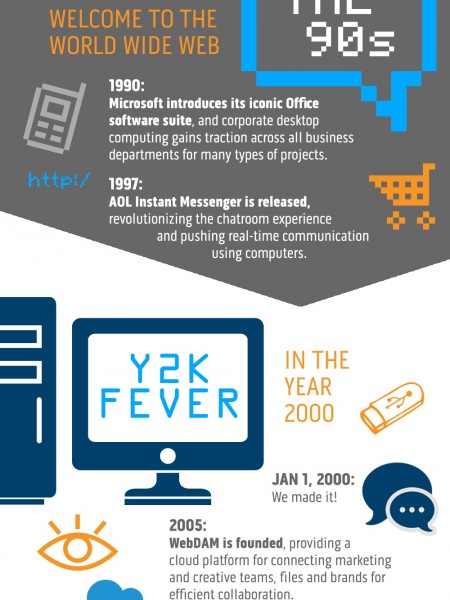 WELCOME TO THE
WORLD WIDE WEB
THE
90s
1990:
Microsoft introduces its iconic Office
software suite, and corporate desktop
computing gains traction across all business
departments for many types of projects.
http:/
1997:
AOL Instant Messenger is released,
revolutionizing the chatroom experience
and pushing real-time communication
using computers.
Y2K
FEVER
IN THE
YEAR
2000
JAN 1, 2000:
We made it!
2005:
WebDAM is founded, providing a
cloud platform for connecting marketing
and creative teams, files and brands for
efficient collaboration.